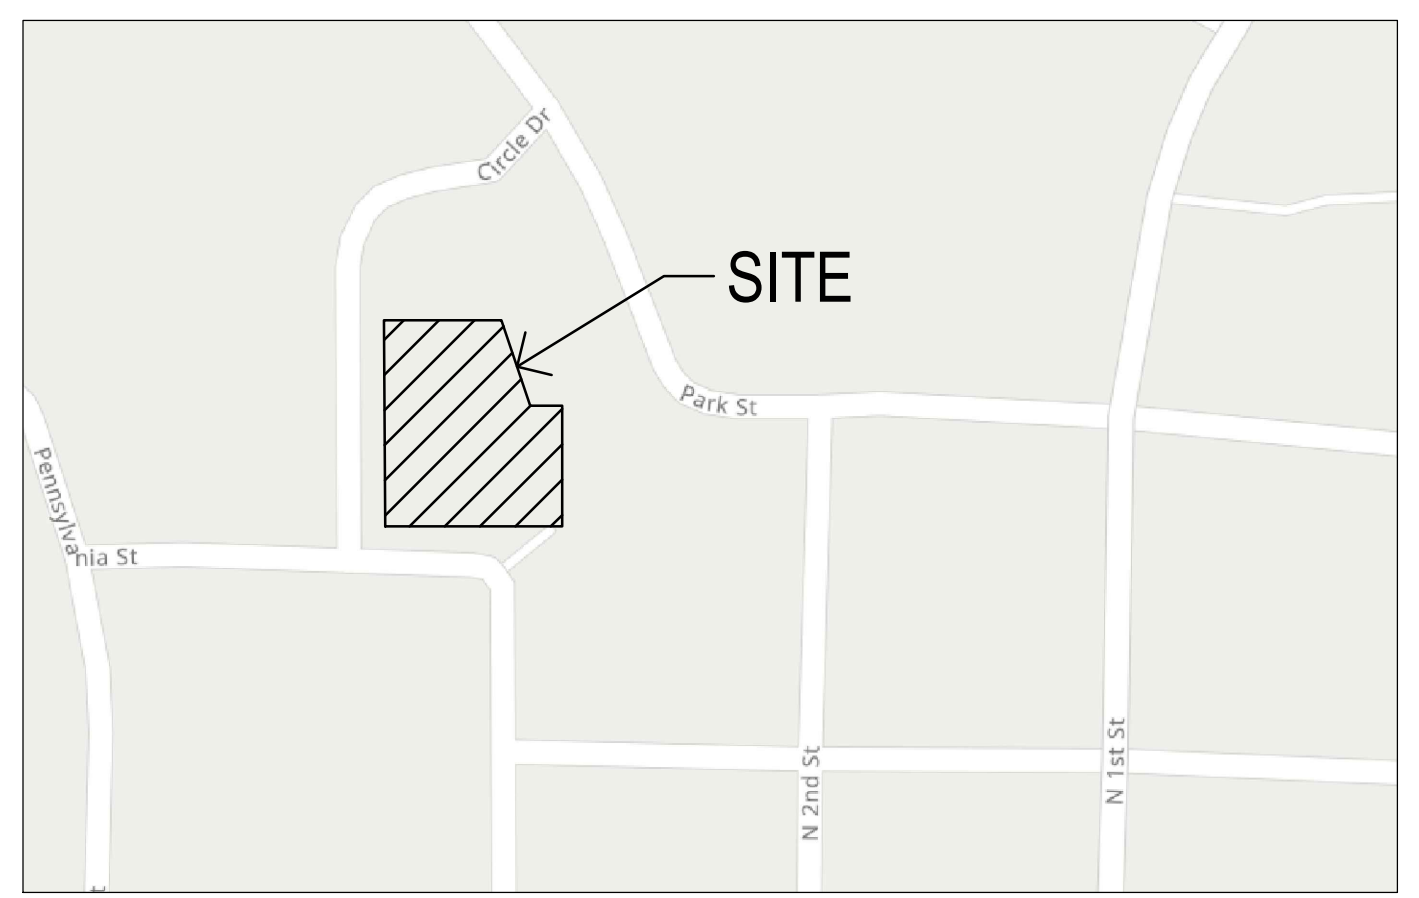 Circle Dr
SITE
Park St
Pennsylvania St
N 2nd St
N 1st St
t